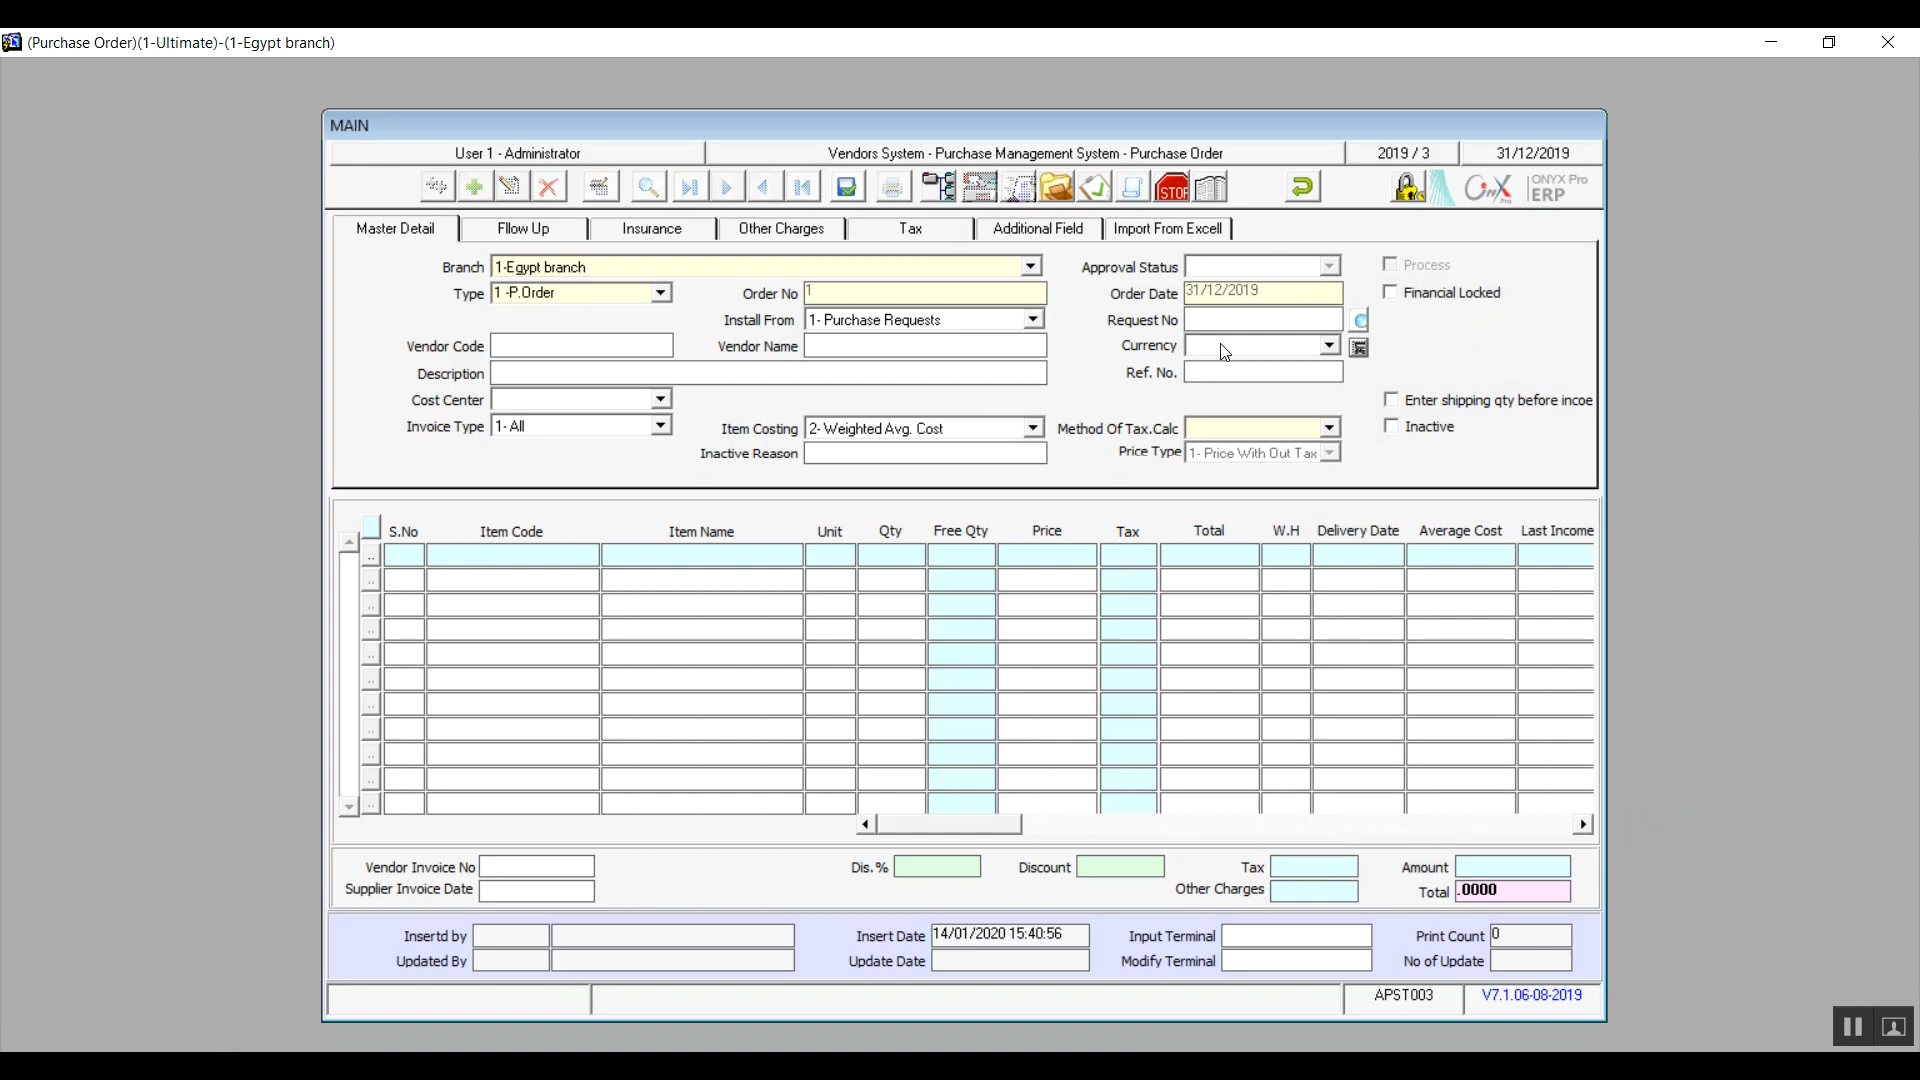 (Purchase Order)(1-Ultimate)-(1-Egypt branch)
MAIN
User 1 - Administrator Vendors System - Purchase Management System - Purchase Order 2019 / 3 31/12/2019
STOP Onyx Pro ONYX Pro ERP
Master Detail Fllow Up Insurance Other Charges Tax Additional Field Import From Excell
Branch 1-Egypt branch Approval Status Process
Type 1 -P.Order Order No 1 Order Date 31/12/2019 Financial Locked
Install From 1- Purchase Requests Request No
Vendor Code Vendor Name Currency
Description Ref. No.
Cost Center Enter shipping qty before incoe
Invoice Type 1- All Item Costing 2- Weighted Avg. Cost Method Of Tax.Calc Inactive
Inactive Reason Price Type 1- Price With Out Tax
S.No Item Code Item Name Unit Qty Free Qty Price Tax Total W.H Delivery Date Average Cost Last Income
Vendor Invoice No Dis.% Discount Tax Amount
Supplier Invoice Date Other Charges Total .0000
Insertd by Insert Date 14/01/2020 15:40:56 Input Terminal Print Count 0
Updated By Update Date Modify Terminal No of Update
APST003 V7.1.06-08-2019